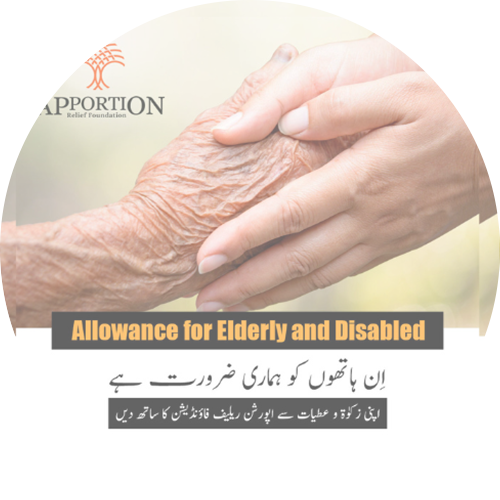 APPORTION
Relief Foundation
Allowance for Elderly and Disabled
اِن ہاتھوں کو ہماری ضرورت ہے
اپنی زکوٰۃ و عطیات سے اپورشن ریلیف فاؤنڈیشن کا ساتھ دیں